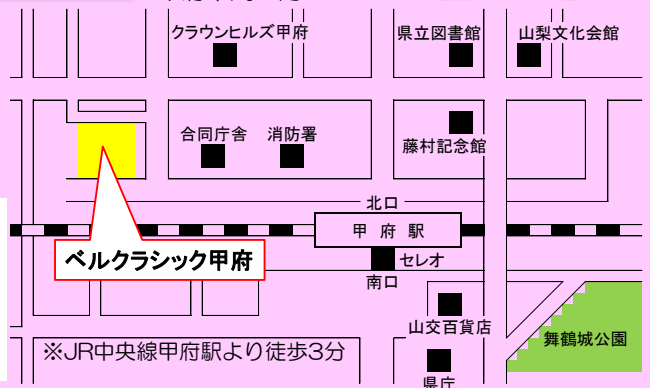 クラウンヒルズ甲府
県立図書館
山梨文化会館
合同庁舎
消防署
藤村記念館
北口
甲府駅
ベルクラシック甲府
セレオ
南口
山交百貨店
舞鶴城公園
※JR中央線甲府駅より徒歩3分
県庁